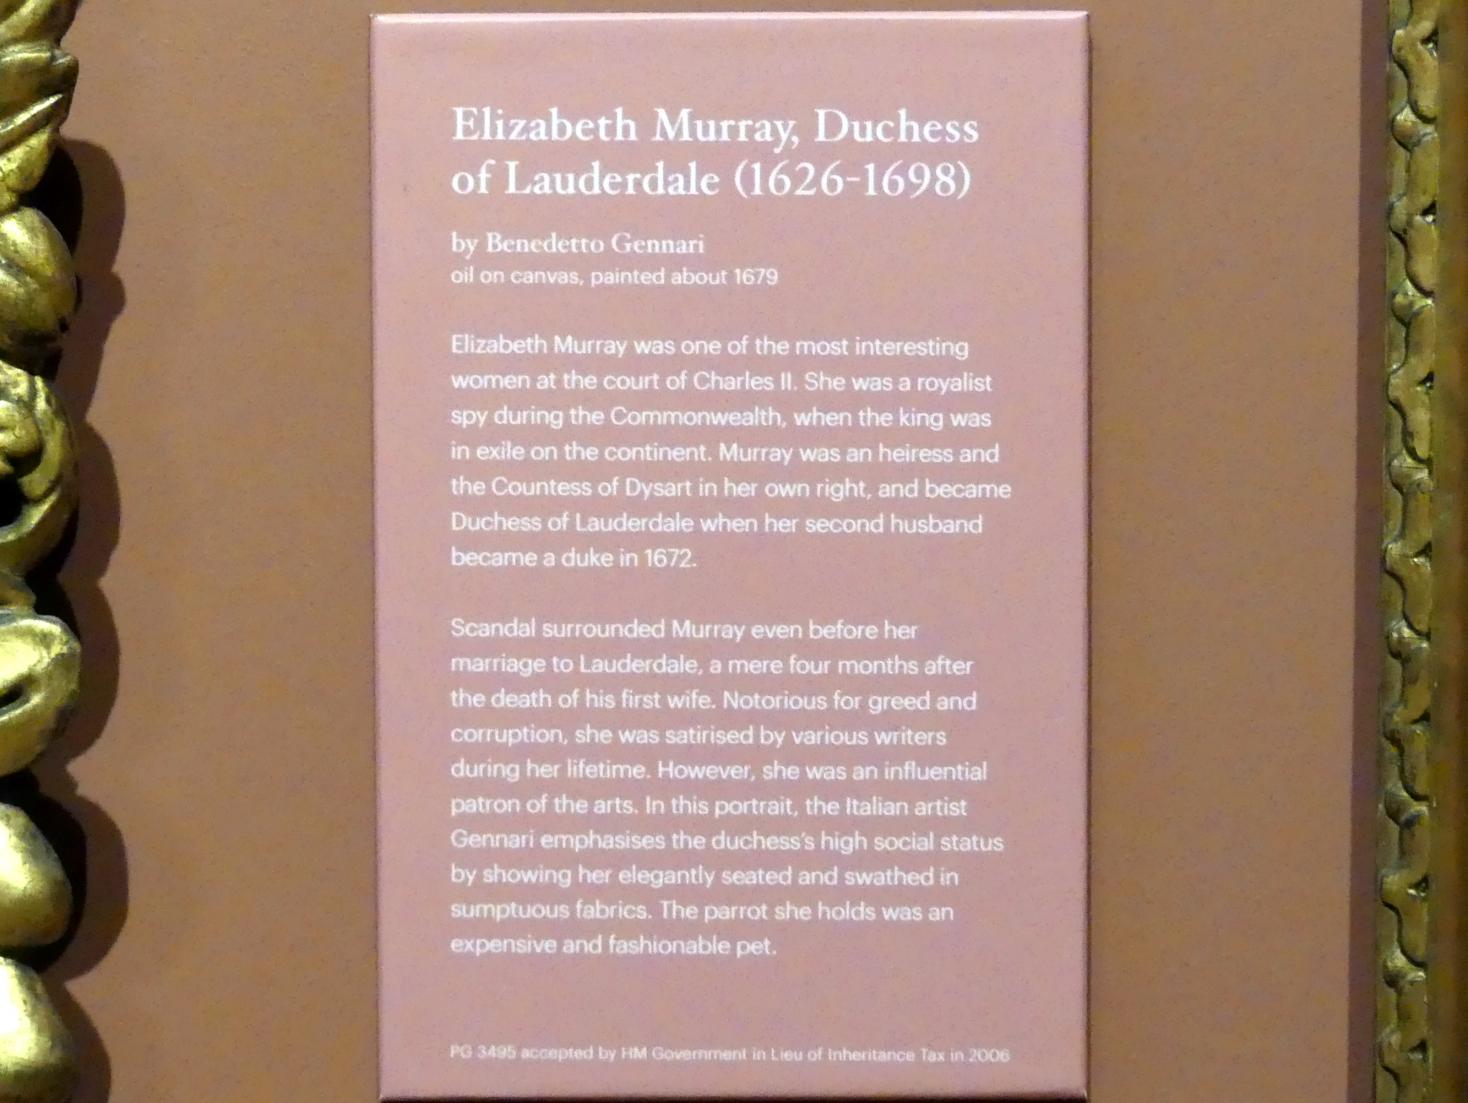 Elizabeth Murray, Duchess
of Lauderdale (1626-1698)
by Benedetto Gennari
oil on canvas, painted about 1679
Elizabeth Murray was one of the most interesting
women at the court of Charles II. She was a royalist
spy during the Commonwealth, when the king was
in exile on the continent. Murray was an heiress and
the Countess of Dysart in her own right, and became
Duchess of Lauderdale when her second husband
became a duke in 1672.
Scandal surrounded Murray even before her
marriage to Lauderdale, a mere four months after
the death of his first wife. Notorious for greed and
corruption, she was satirised by various writers
during her lifetime. However, she was an influential
patron of the arts. In this portrait, the Italian artist
Gennari emphasises the duchess's high social status
by showing her elegantly seated and swathed in
sumptuous fabrics. The parrot she holds was an
expensive and fashionable pet.
PG 3495 accepted by HM Government in Lieu of Inheritance Tax in 2006